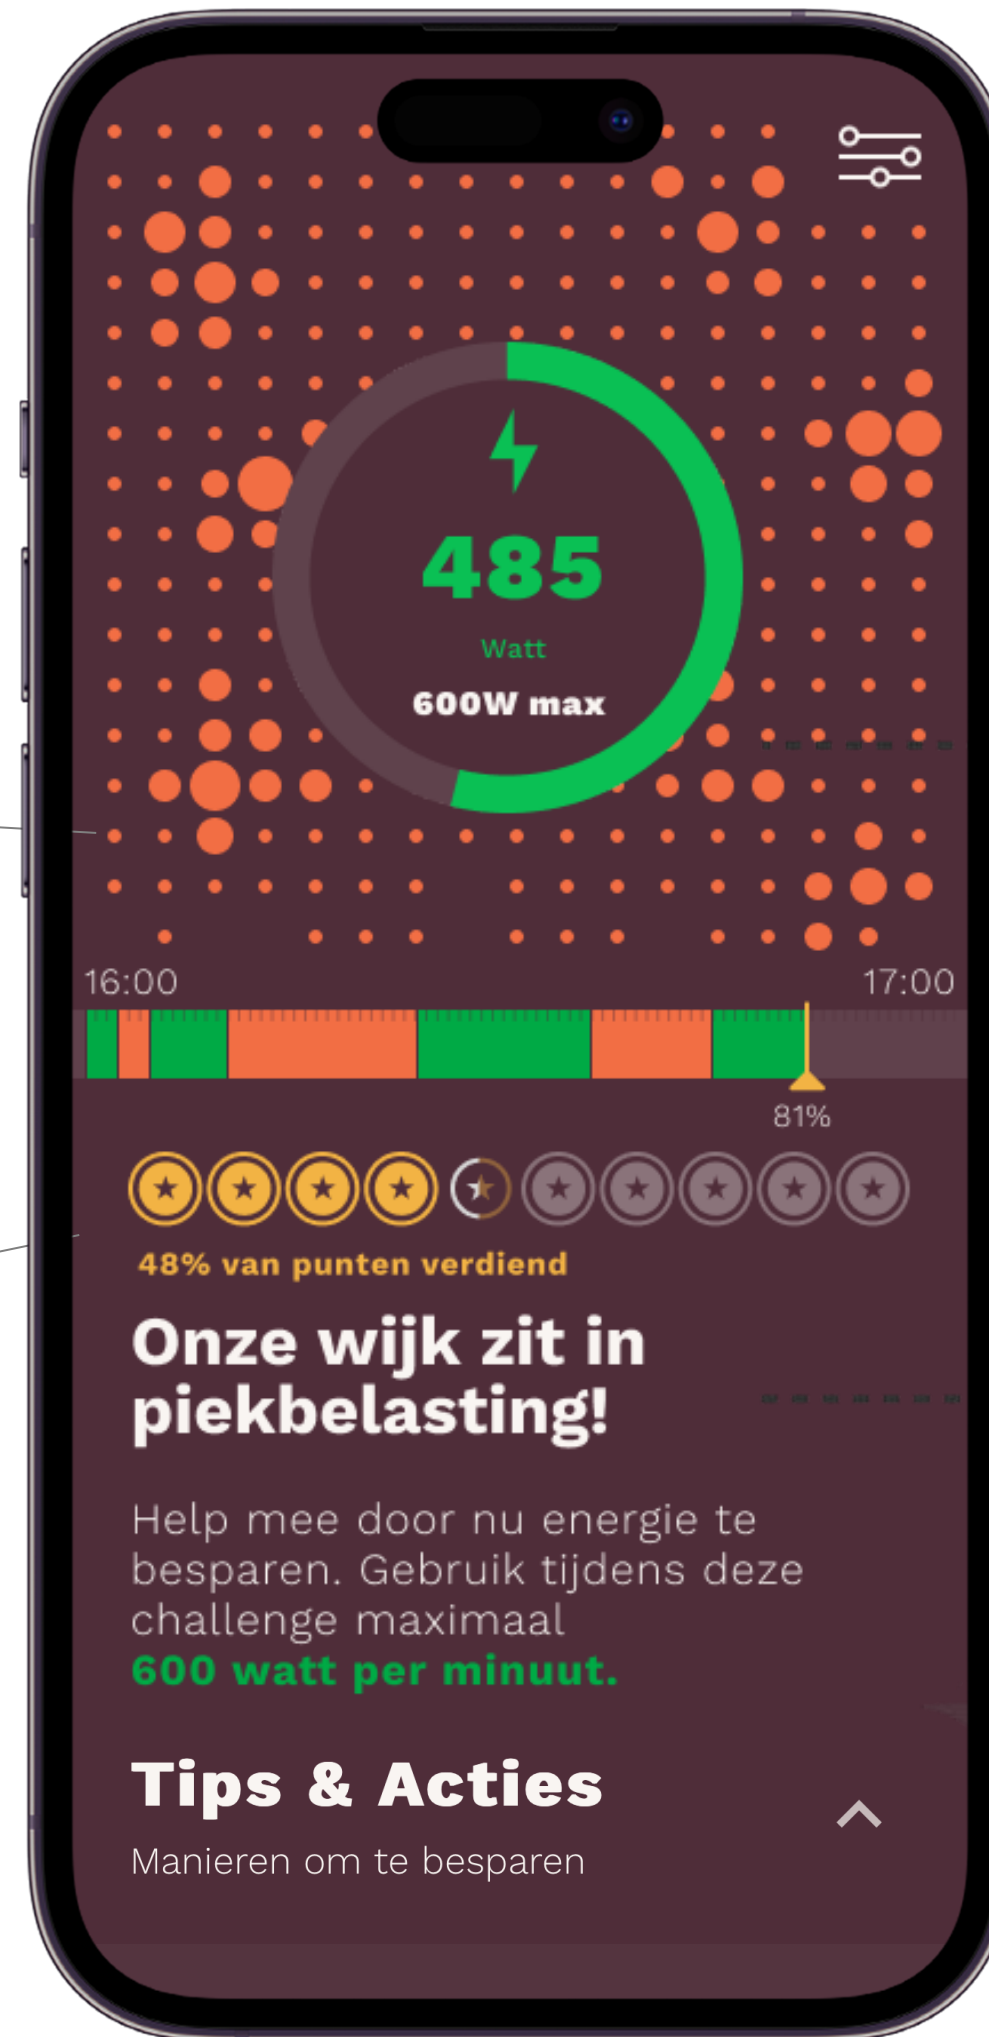 485
Watt
600W max
16:00
17:00
81%
48% van punten verdiend
Onze wijk zit in
piekbelasting!
Help mee door nu energie te
besparen. Gebruik tijdens deze
challenge maximaal
600 watt per minuut.
Tips & Acties
Manieren om te besparen